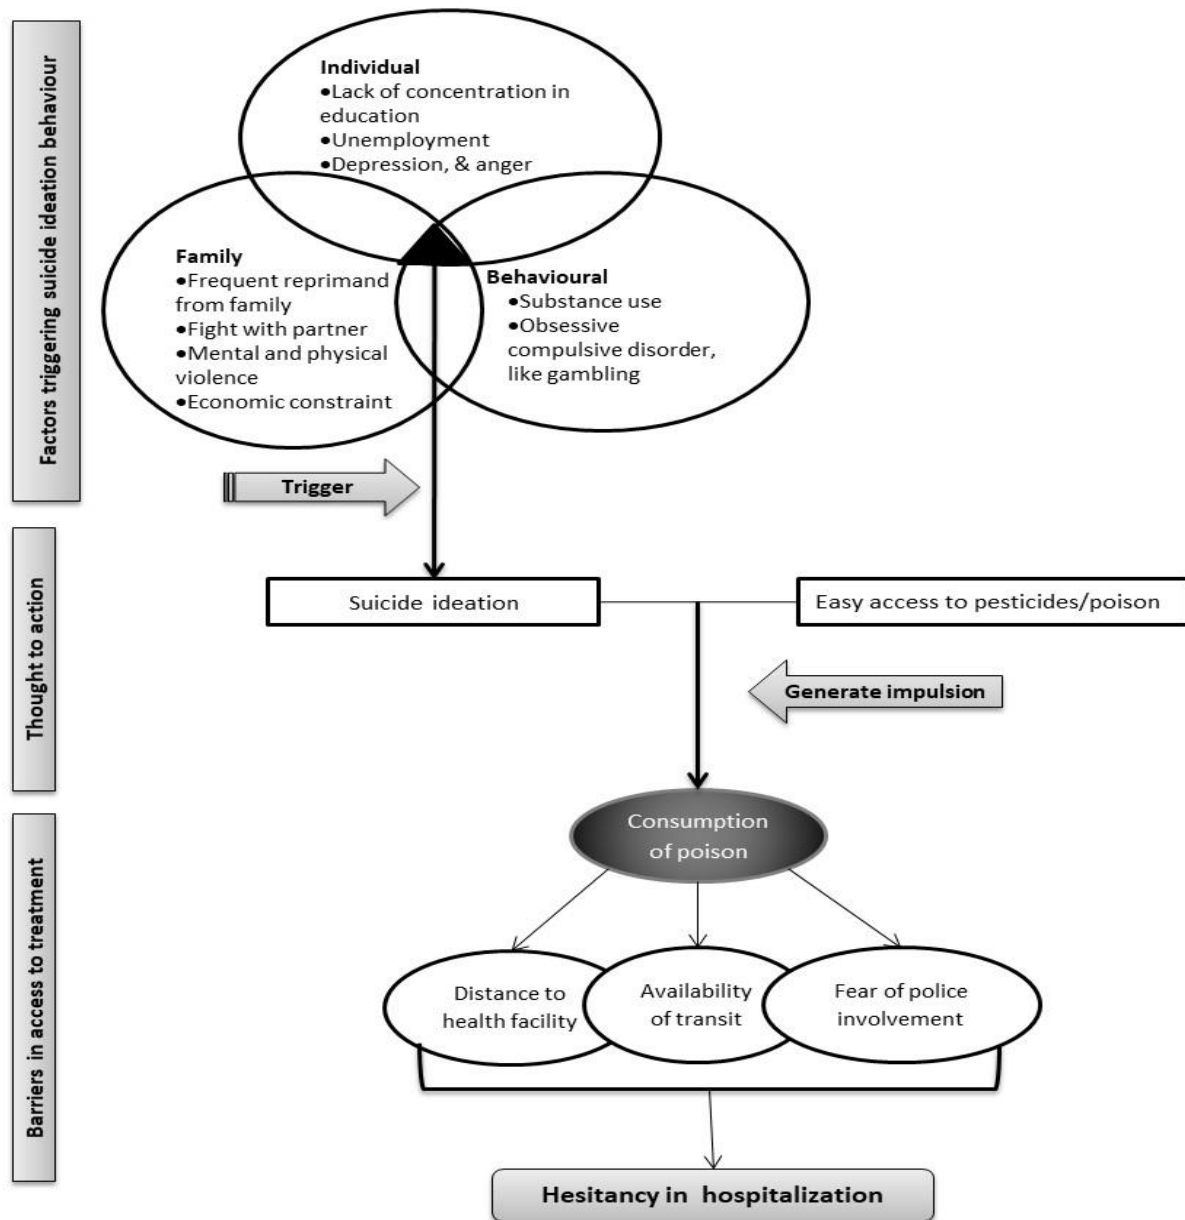 Factors triggering suicide ideation behaviour
Individual
•Lack of concentration in
education
•Unemployment
•Depression, & anger
Family
•Frequent reprimand
from family
•Fight with partner
•Mental and physical
violence
•Economic constraint
Behavioural
•Substance use
•Obsessive
compulsive disorder,
like gambling
Trigger
Thought to action
Suicide ideation
Easy access to pesticides/poison
Generate impulsion
Barriers in access to treatment
Consumption
of poison
Distance to
health facility
Availability
of transit
Fear of police
involvement
Hesitancy in hospitalization